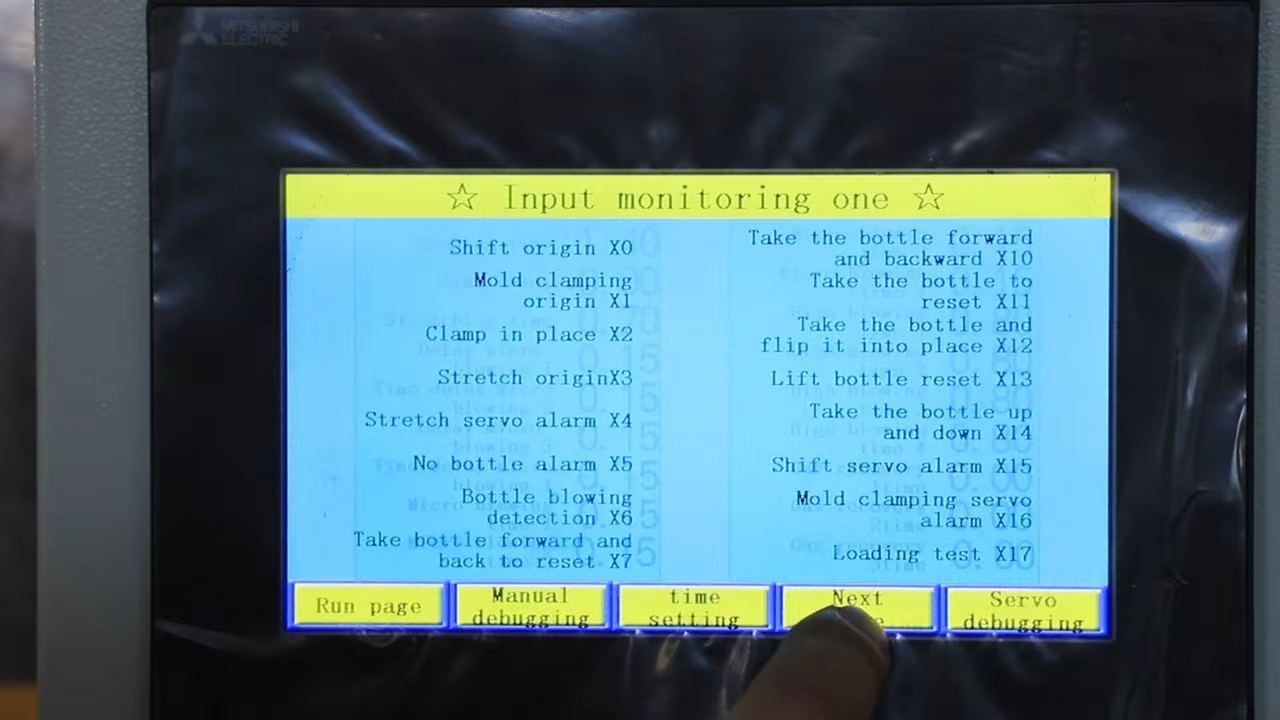 MITSUBISHI
ELECTRIC
☆ Input monitoring one ☆
Shift origin X0
Mold clamping
origin X1
Clamp in place X2
Stretch originX3
Stretch servo alarm X4
No bottle alarm X5
Bottle blowing
detection X6
Take bottle forward and
back to reset X7
Take the bottle forward
and backward X10
Take the bottle to
reset X11
Take the bottle and
flip it into place X12
Lift bottle reset X13
Take the bottle up
and down X14
Shift servo alarm X15
Mold clamping servo
alarm X16
Loading test X17
Run page
Manual
debugging
time
setting
Next
Servo
debugging